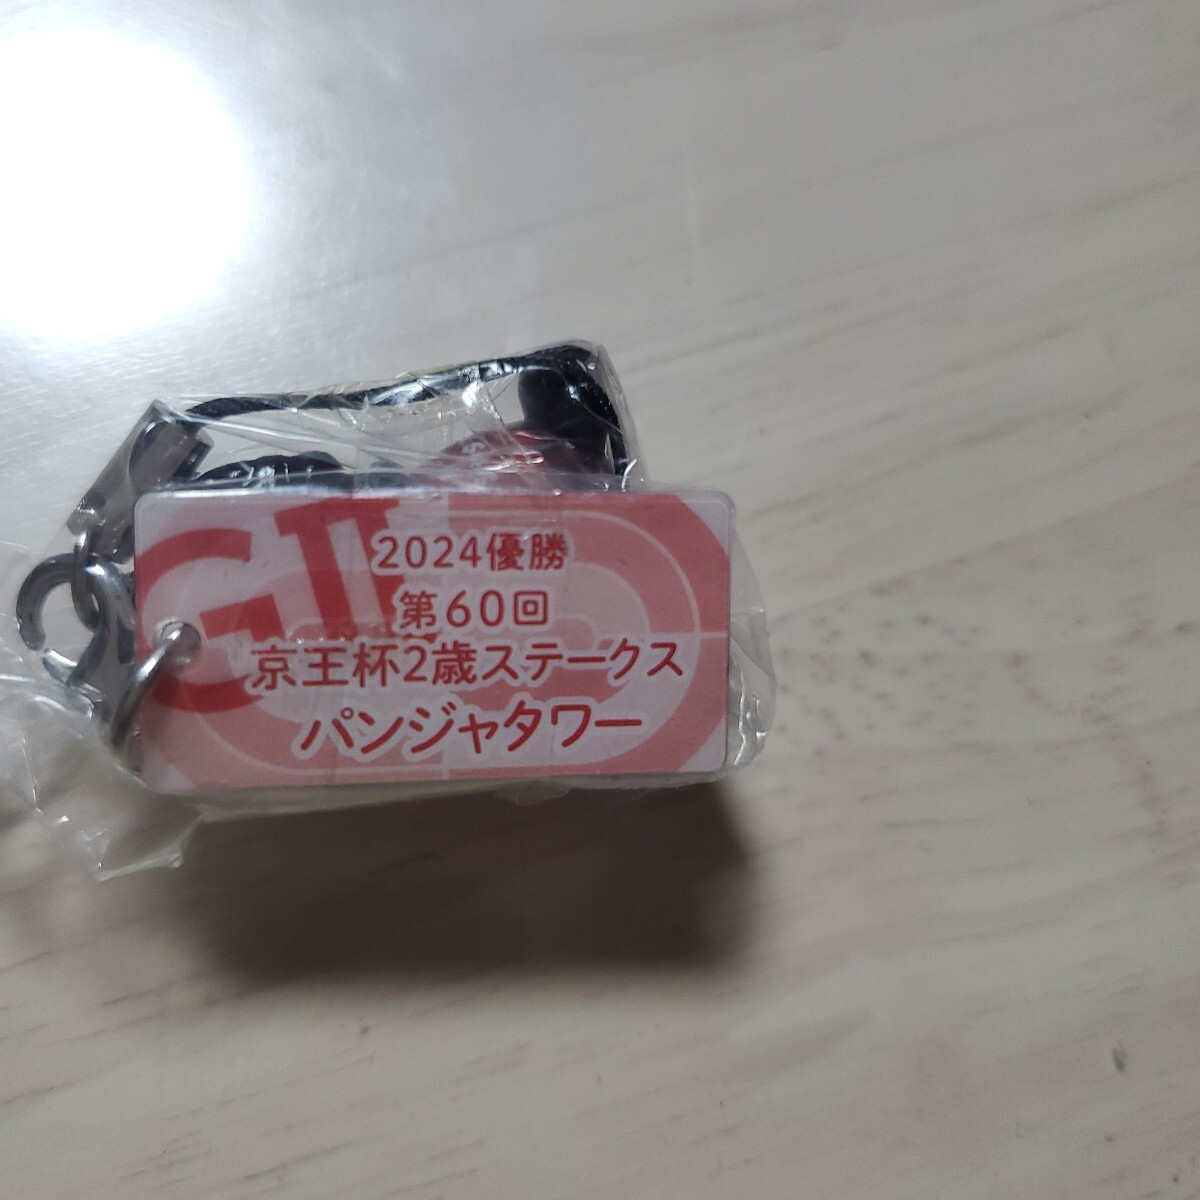 GII
2024優勝
第60回
京王杯2歳ステークス
パンジャタワー